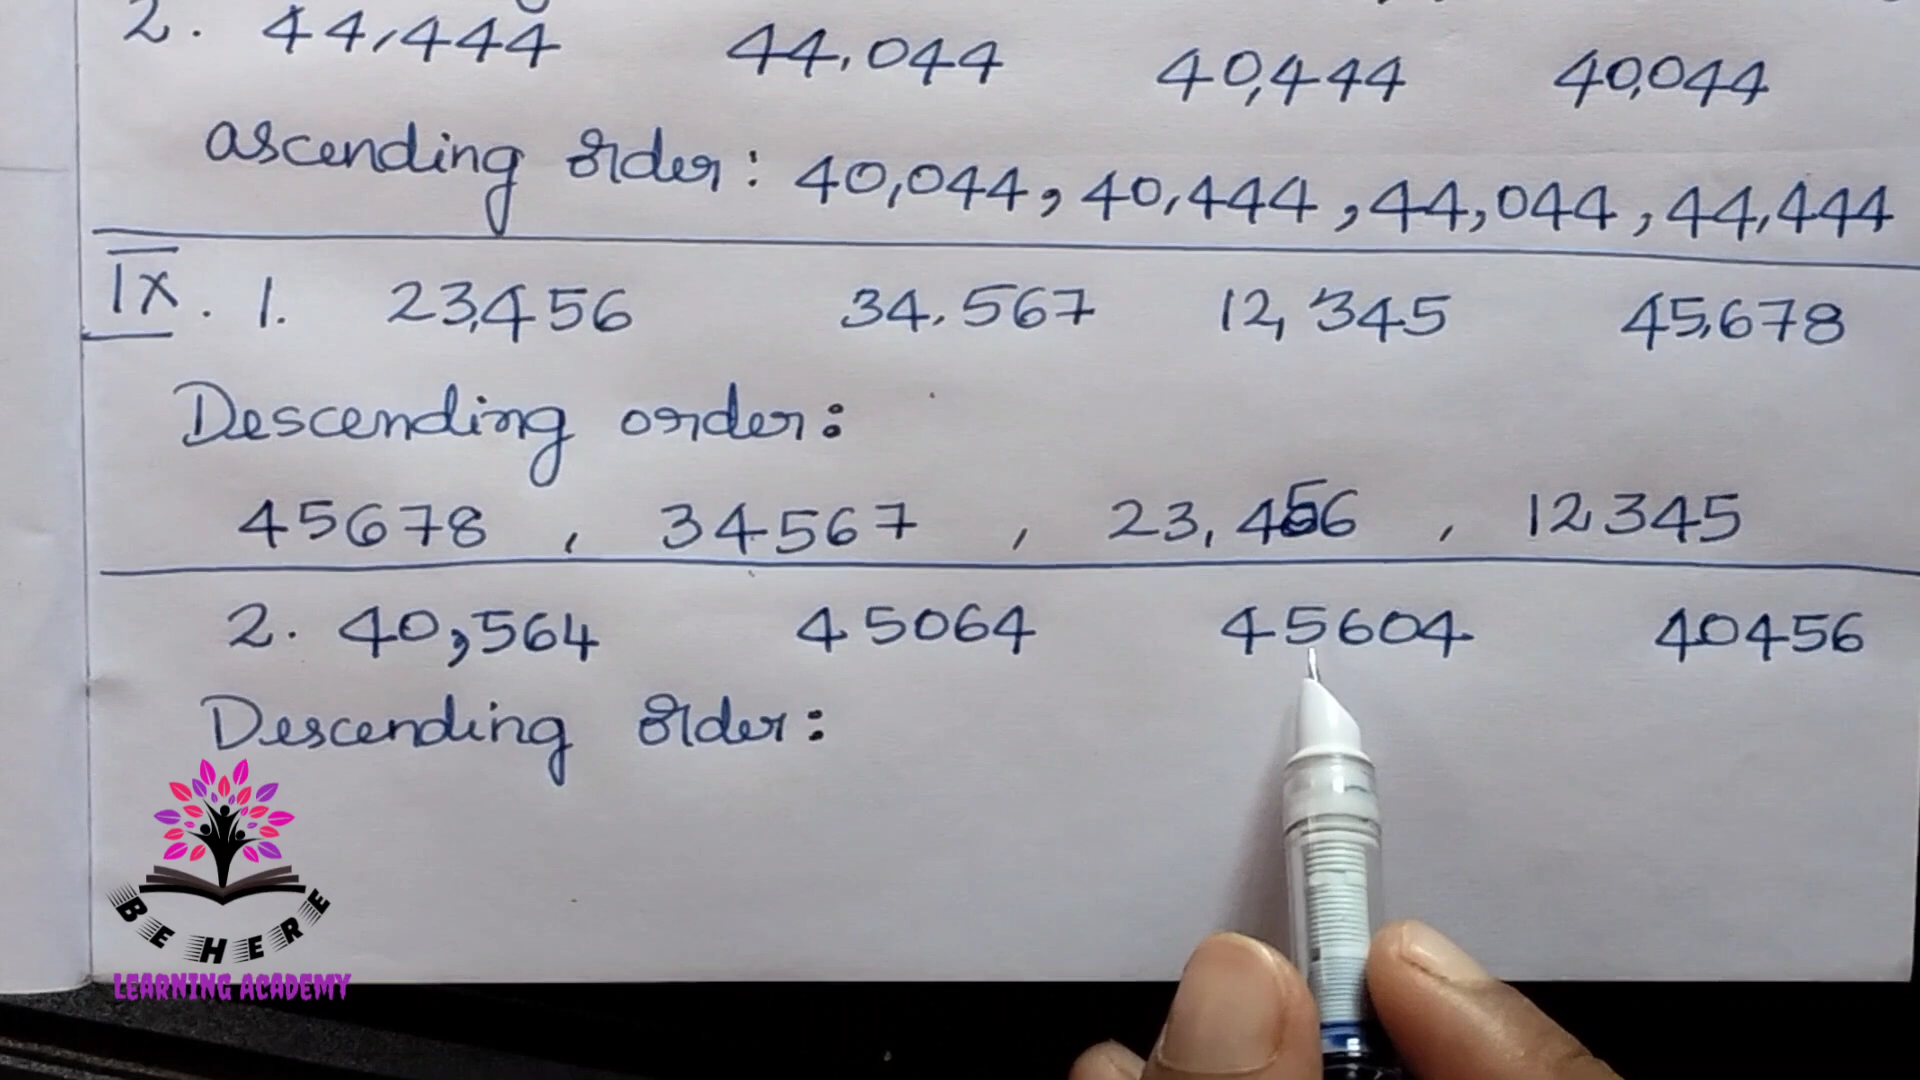 2. 44,444 44,044 40,444 40,044
ascending order: 40,044, 40,444, 44,044, 44,444
IX. 1. 23,456 34,567 12,345 45,678
Descending order:
45678 , 34567 , 23,456 , 12345
2. 40,564 45064 45604 40456
Descending order:
BE HERE
LEARNING ACADEMY